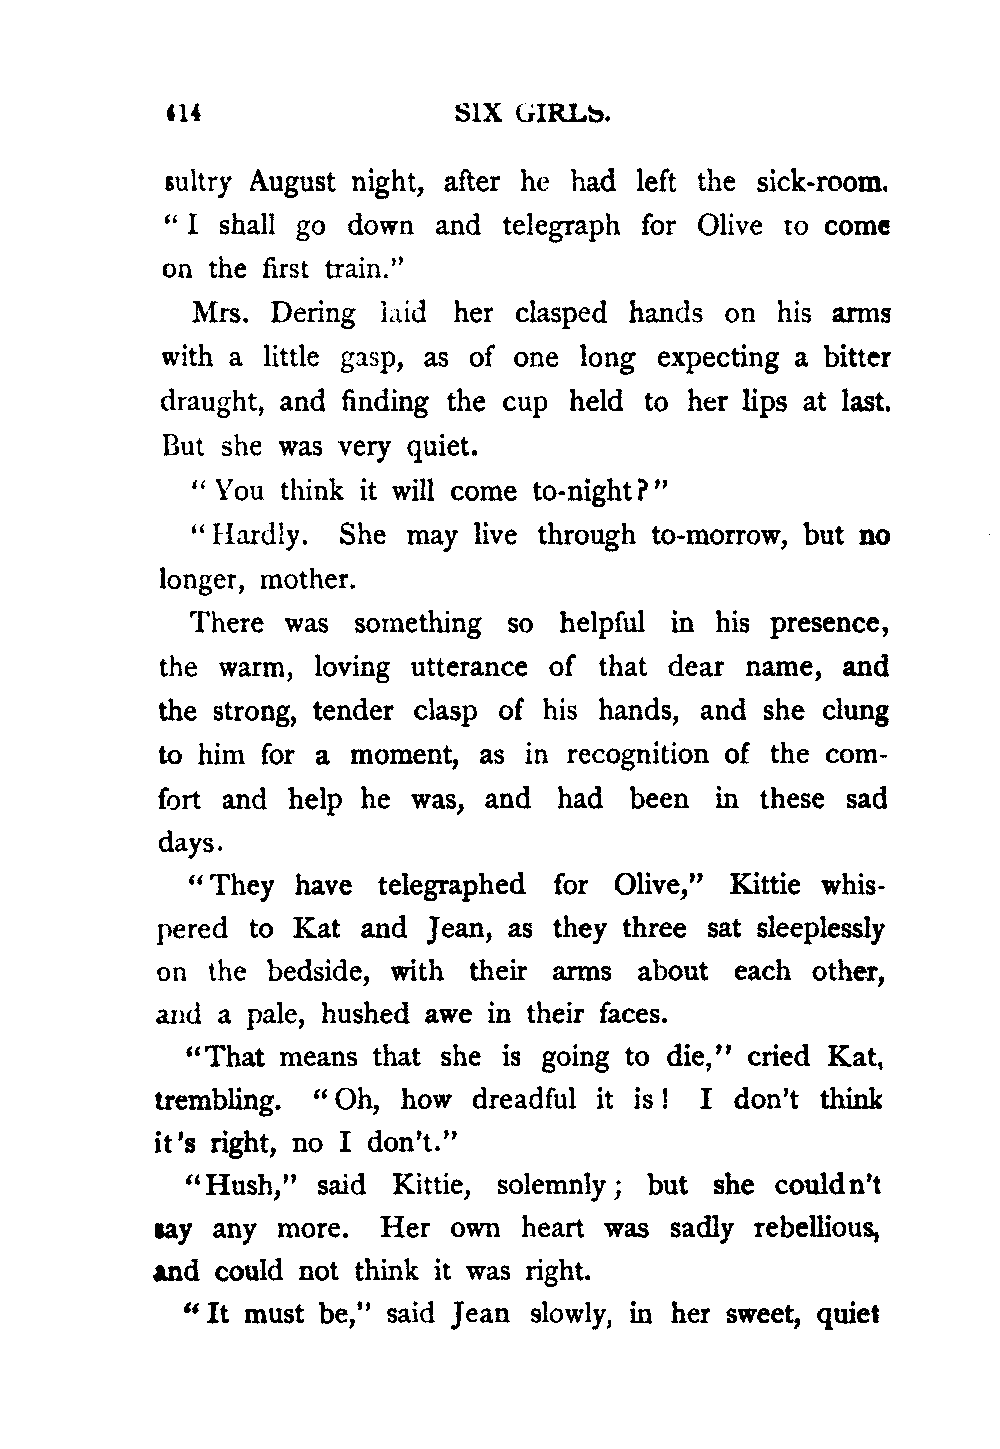 414 SIX GIRLS.
sultry August night, after he had left the sick-room.
“ I shall go down and telegraph for Olive to come
on the first train.”
Mrs. Dering laid her clasped hands on his arms
with a little gasp, as of one long expecting a bitter
draught, and finding the cup held to her lips at last.
But she was very quiet.
“ You think it will come to-night?”
“Hardly. She may live through to-morrow, but no
longer, mother.
There was something so helpful in his presence,
the warm, loving utterance of that dear name, and
the strong, tender clasp of his hands, and she clung
to him for a moment, as in recognition of the com-
fort and help he was, and had been in these sad
days.
“They have telegraphed for Olive,” Kittie whis-
pered to Kat and Jean, as they three sat sleeplessly
on the bedside, with their arms about each other,
and a pale, hushed awe in their faces.
“That means that she is going to die,” cried Kat,
trembling. “Oh, how dreadful it is! I don't think
it's right, no I don't.”
“Hush,” said Kittie, solemnly; but she couldn't
say any more. Her own heart was sadly rebellious,
and could not think it was right.
“It must be,” said Jean slowly, in her sweet, quiet